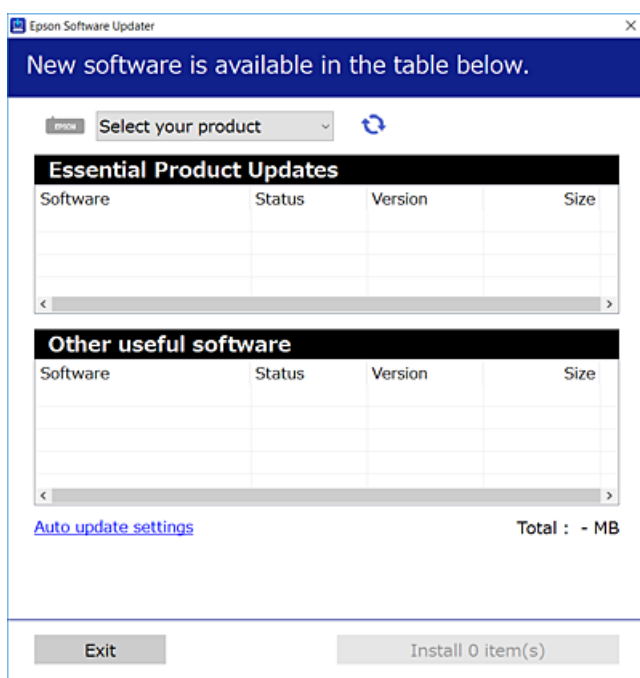 Epson Software Updater
New software is available in the table below.
EPSON Select your product
Essential Product Updates
Software Status Version Size
Other useful software
Software Status Version Size
Auto update settings Total : - MB
Exit Install 0 item(s)